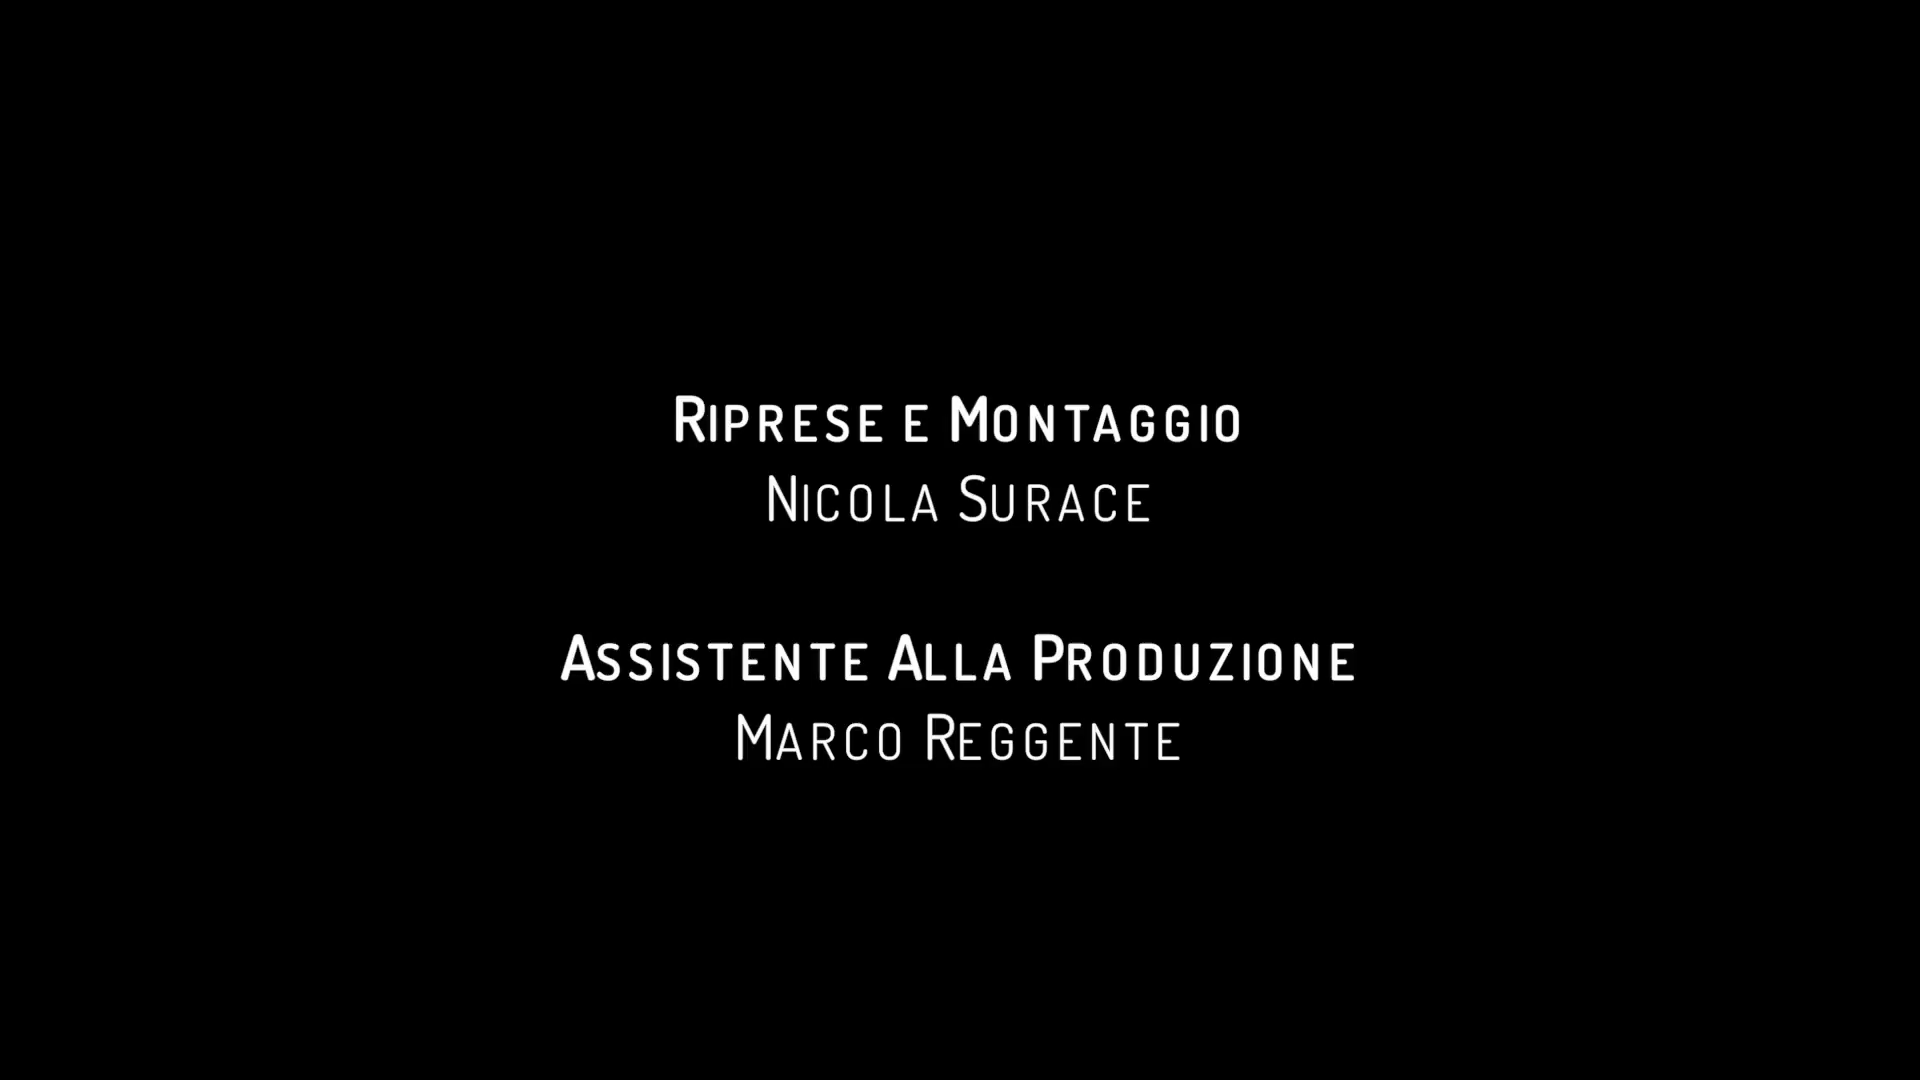 Riprese e Montaggio
Nicola Surace
Assistente Alla Produzione
Marco Reggente